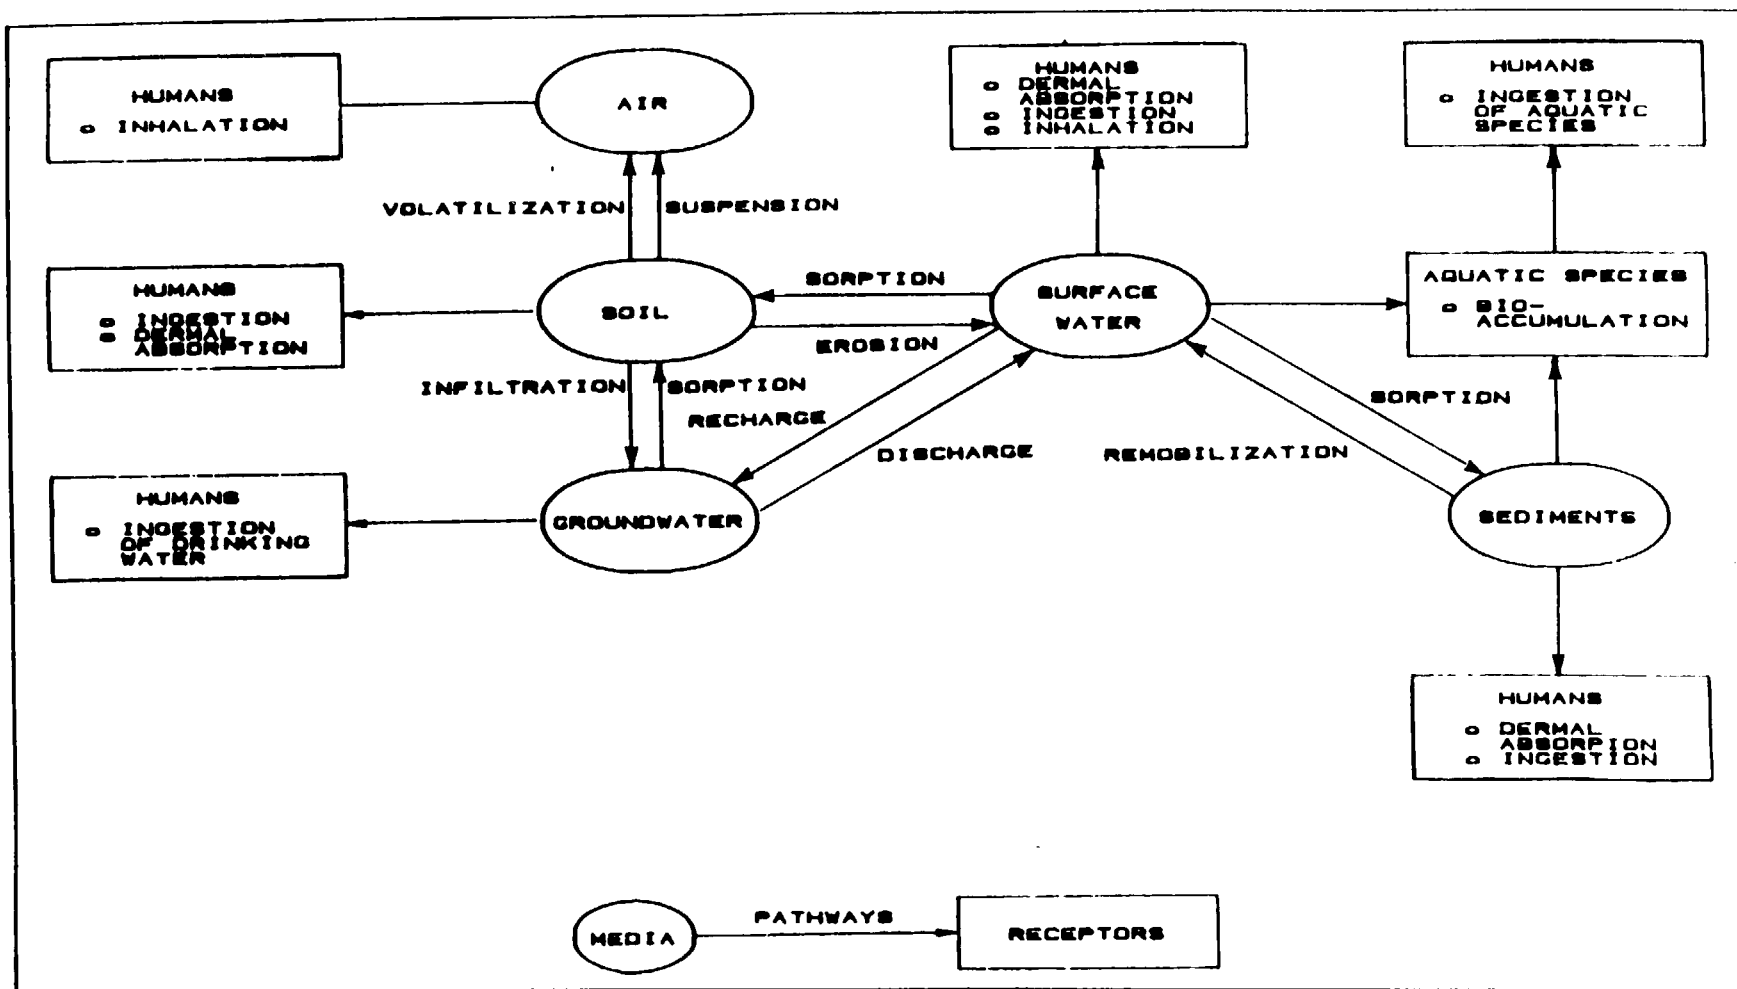 HUMANS
o INHALATION
AIR
HUMANS
o DERMAL
ABSORPTION
o INGESTION
o INHALATION
HUMANS
o INGESTION
OF AQUATIC
SPECIES
VOLATILIZATION
SUSPENSION
HUMANS
o INGESTION
o DERMAL
ABSORPTION
SOIL
SORPTION
EROSION
SURFACE
WATER
AQUATIC SPECIES
o BIO-
ACCUMULATION
INFILTRATION
SORPTION
RECHARGE
DISCHARGE
REMOBILIZATION
SORPTION
HUMANS
o INGESTION
OF DRINKING
WATER
GROUNDWATER
SEDIMENTS
HUMANS
o DERMAL
ABSORPION
o INGESTION
MEDIA
PATHWAYS
RECEPTORS